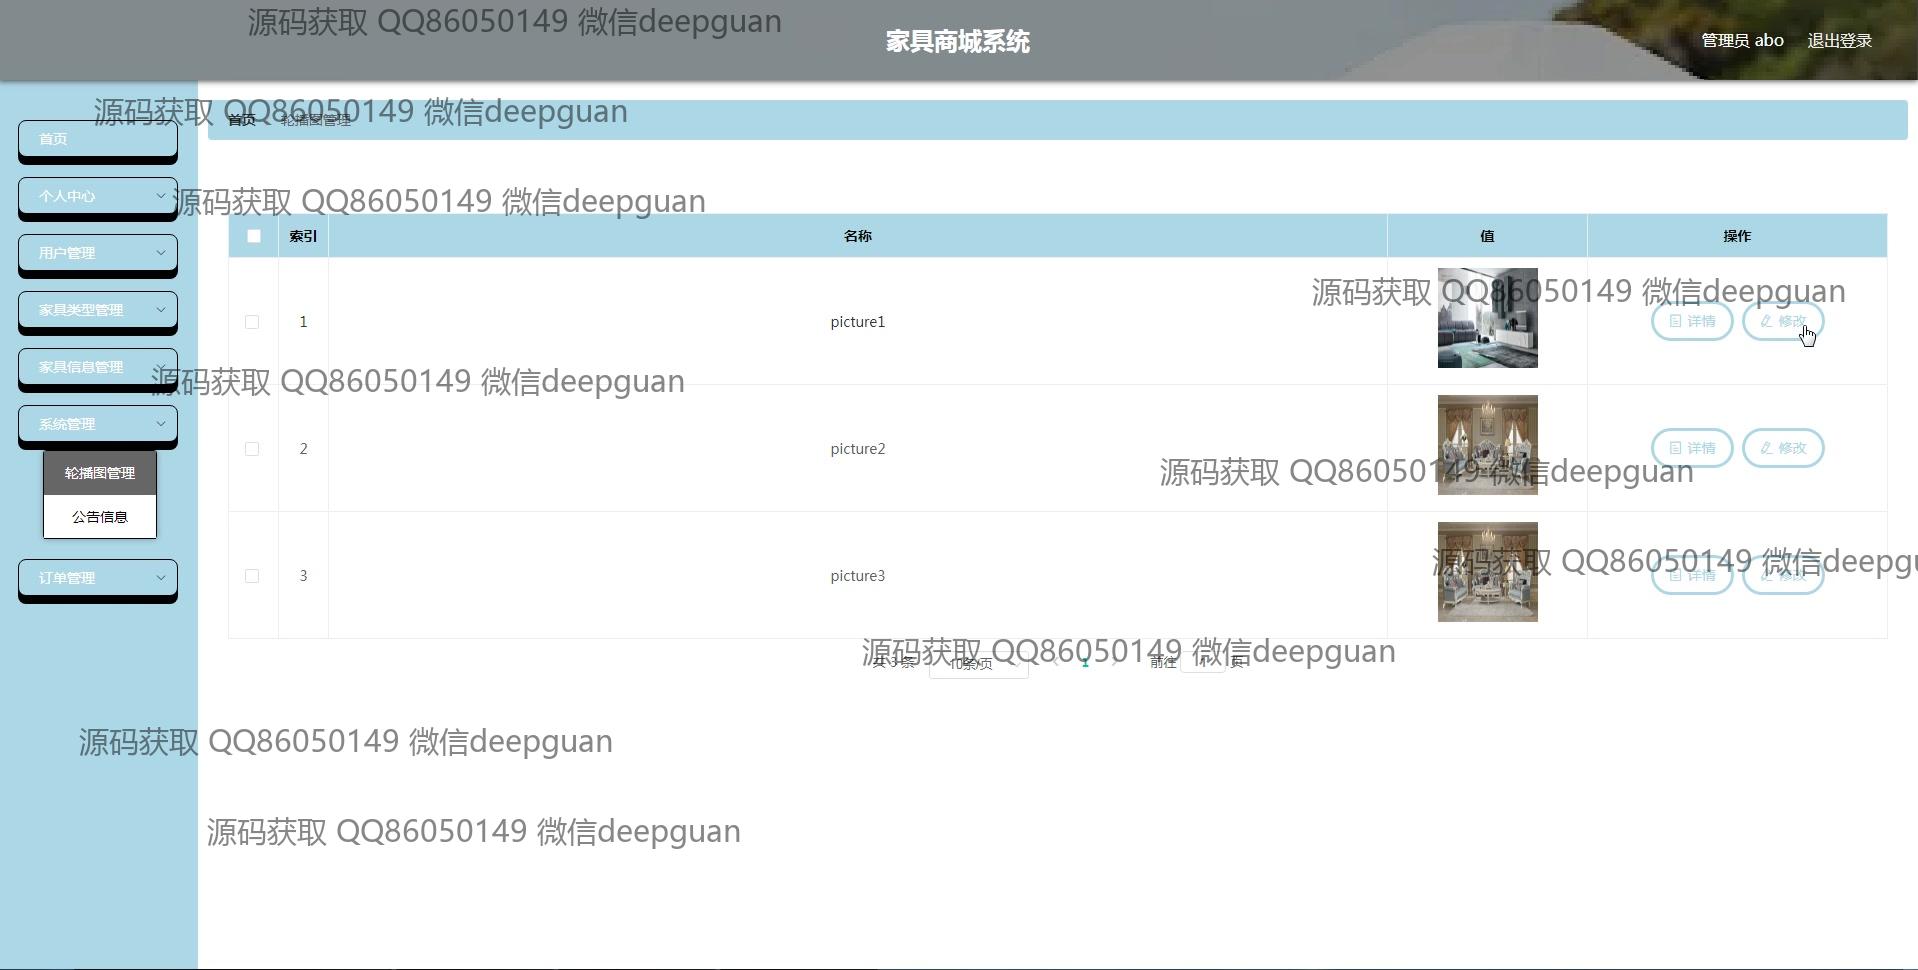 源码获取 QQ86050149 微信deepguan
家具商城系统
管理员 abo 退出登录
源码获取 QQ86050149 微信deepguan
首页 轮播图管理
首页
个人中心
源码获取 QQ86050149 微信deepguan
用户管理
家具类型管理
家具信息管理
系统管理
轮播图管理
公告信息
订单管理
索引 名称 值 操作
源码获取 QQ86050149 微信deepguan
1 picture1 详情 修改
源码获取 QQ86050149 微信deepguan
2 picture2 详情 修改
源码获取 QQ86050149 微信deepguan
源码获取 QQ86050149 微信deepgu
3 picture3 详情 修改
源码获取 QQ86050149 微信deepguan
共 3 条 10条/页 1 前往 1 页
源码获取 QQ86050149 微信deepguan
源码获取 QQ86050149 微信deepguan